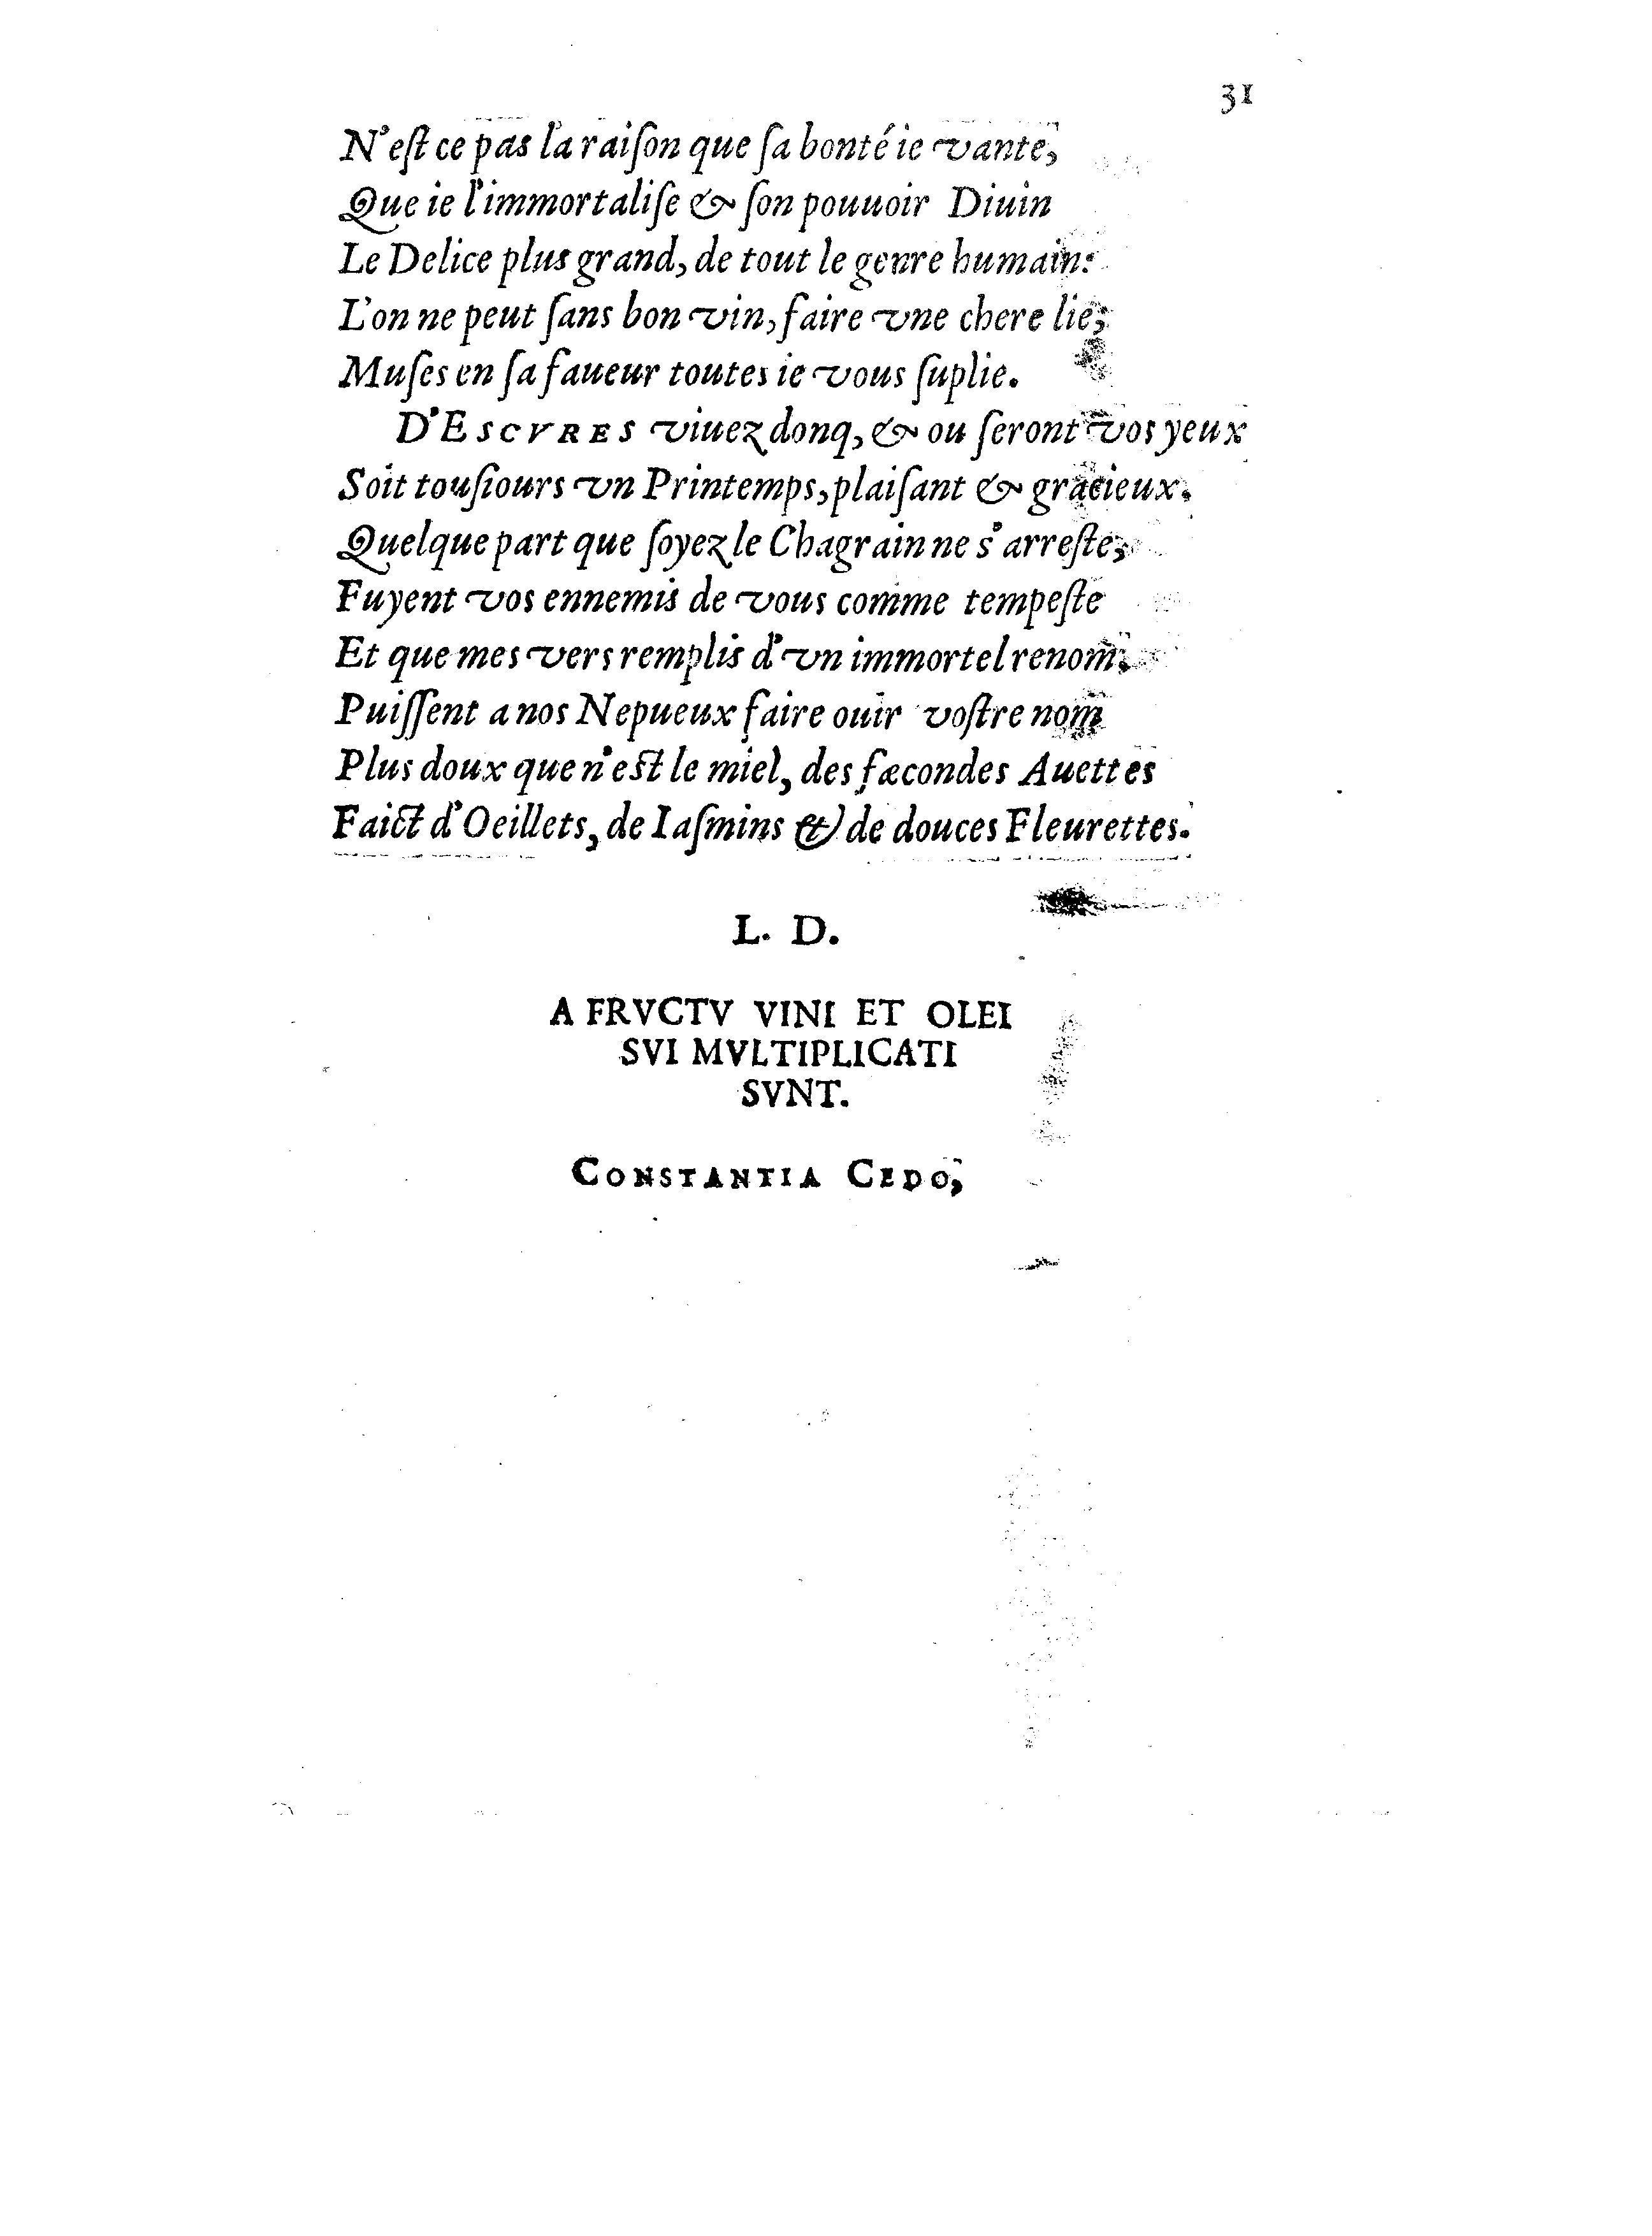 31
N'eſt ce pas la raiſon que ſa bonté ie vante,
Que ie l'immortaliſe & ſon pouuoir Diuin
Le Delice plus grand, de tout le genre humain:
L'on ne peut ſans bon vin, faire vne chere lie;
Muſes en ſa faueur toutes ie vous ſuplie.
D'ESCVRES viuez donq, & ou ſeront vos yeux
Soit touſiours vn Printemps, plaiſant & gracieux.
Quelque part que ſoyez le Chagrain ne s'arreſte;
Fuyent vos ennemis de vous comme tempeſte
Et que mes vers remplis d'vn immortel renom.
Puiſſent a nos Nepueux faire ouir voſtre nom
Plus doux que n'est le miel, des fæcondes Auettes
Faict d'Oeillets, de Iaſmins & de douces Fleurettes.
L. D.
A FRVCTV VINI ET OLEI
SVI MVLTIPLICATI
SVNT.
CONSTANTIA CEDO,